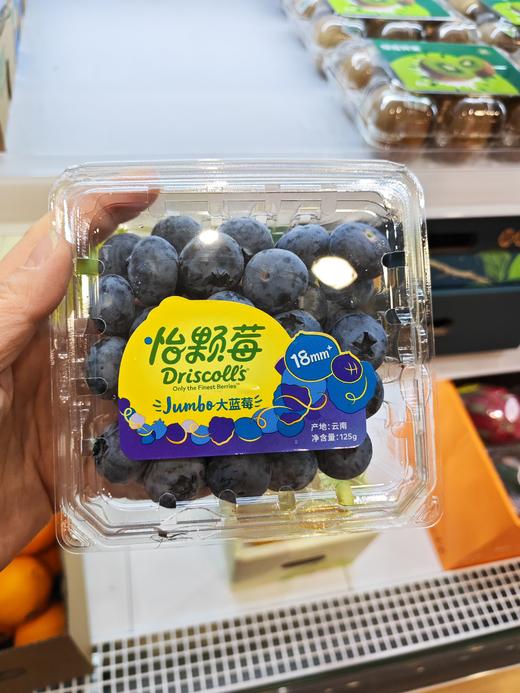 怡颗莓
Driscoll's
Only the Finest Berries™
Jumbo大蓝莓
18mm+
产地:云南
净含量:125g